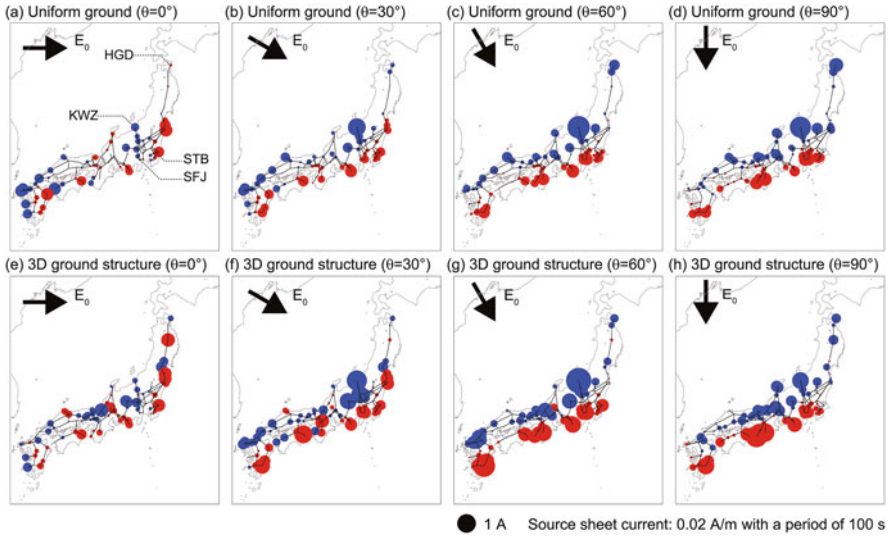 (a) Uniform ground (θ=0°)
E₀
HGD
KWZ
STB
SFJ
(b) Uniform ground (θ=30°)
E₀
(c) Uniform ground (θ=60°)
E₀
(d) Uniform ground (θ=90°)
E₀
(e) 3D ground structure (θ=0°)
E₀
(f) 3D ground structure (θ=30°)
E₀
(g) 3D ground structure (θ=60°)
E₀
(h) 3D ground structure (θ=90°)
E₀
1 A Source sheet current: 0.02 A/m with a period of 100 s